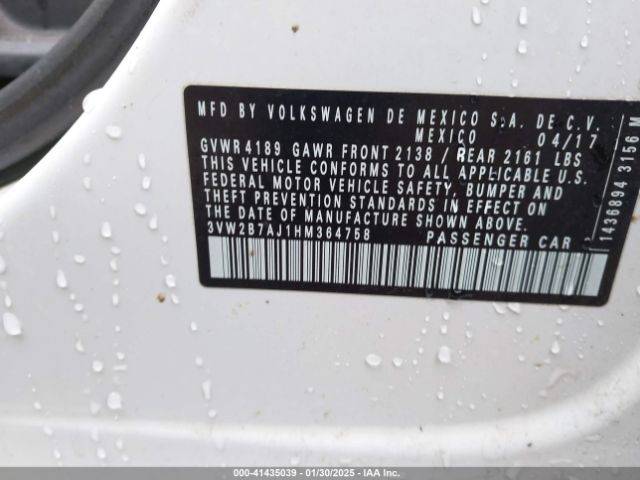 MFD BY VOLKSWAGEN DE MEXICO S.A. DE C.V.
MEXICO 04/17
GVWR 4189 GAWR FRONT 2138 / REAR 2161 LBS
THIS VEHICLE CONFORMS TO ALL APPLICABLE U.S.
FEDERAL MOTOR VEHICLE SAFETY, BUMPER AND
THEFT PREVENTION STANDARDS IN EFFECT ON
THE DATE OF MANUFACTURE SHOWN ABOVE.
3VW2B7AJ1HM364758 PASSENGER CAR
1436894 3156 M
000-41435039 - 01/30/2025 - IAA Inc.